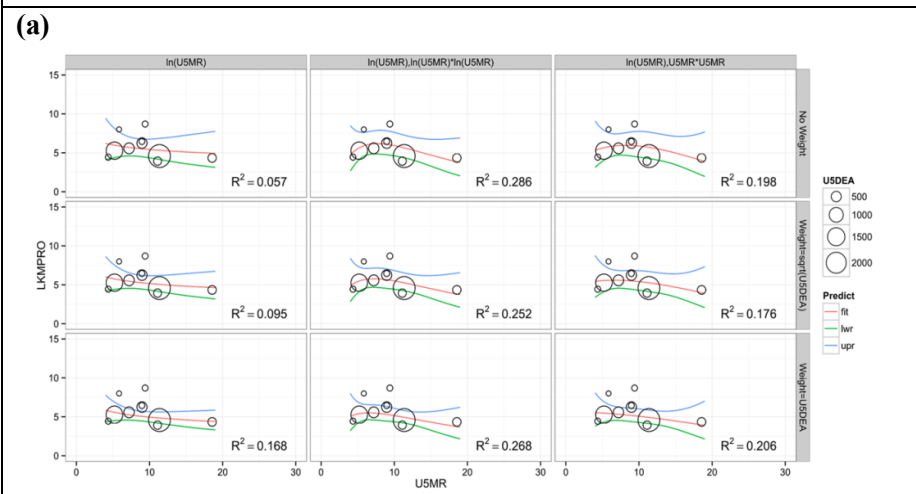 (a)
ln(U5MR)
ln(U5MR),ln(U5MR)*ln(U5MR)
ln(U5MR),U5MR*U5MR
15
10
5
0
R² = 0.057
R² = 0.286
R² = 0.198
No Weight
15
10
5
0
R² = 0.095
R² = 0.252
R² = 0.176
Weight=sqrt(U5DEA)
15
10
5
0
R² = 0.168
R² = 0.268
R² = 0.206
Weight=U5DEA
LKMPRO
0 10 20 30
0 10 20 30
0 10 20 30
U5MR
U5DEA
500
1000
1500
2000
Predict
fit
lwr
upr